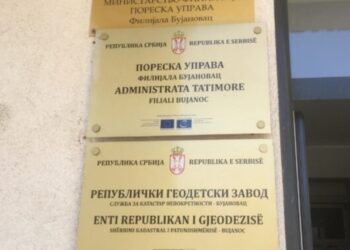 МИНИСТАРСТВО ФИНАНСИЈА
ПОРЕСКА УПРАВА
Филијала Бујановац
РЕПУБЛИКА СРБИЈА REPUBLIKA E SERBISË
ПОРЕСКА УПРАВА
ФИЛИЈАЛА БУЈАНОВАЦ
ADMINISTRATA TATIMORE
FILIALI BUJANOC
РЕПУБЛИКА СРБИЈА REPUBLIKA E SERBISË
РЕПУБЛИЧКИ ГЕОДЕТСКИ ЗАВОД
СЛУЖБА ЗА КАТАСТАР НЕПОКРЕТНОСТИ - БУЈАНОВАЦ
ENTI REPUBLIKAN I GJEODEZISË
SHËRBIMI KADASTRAL I PATUNDSHMËRISË - BUJANOC